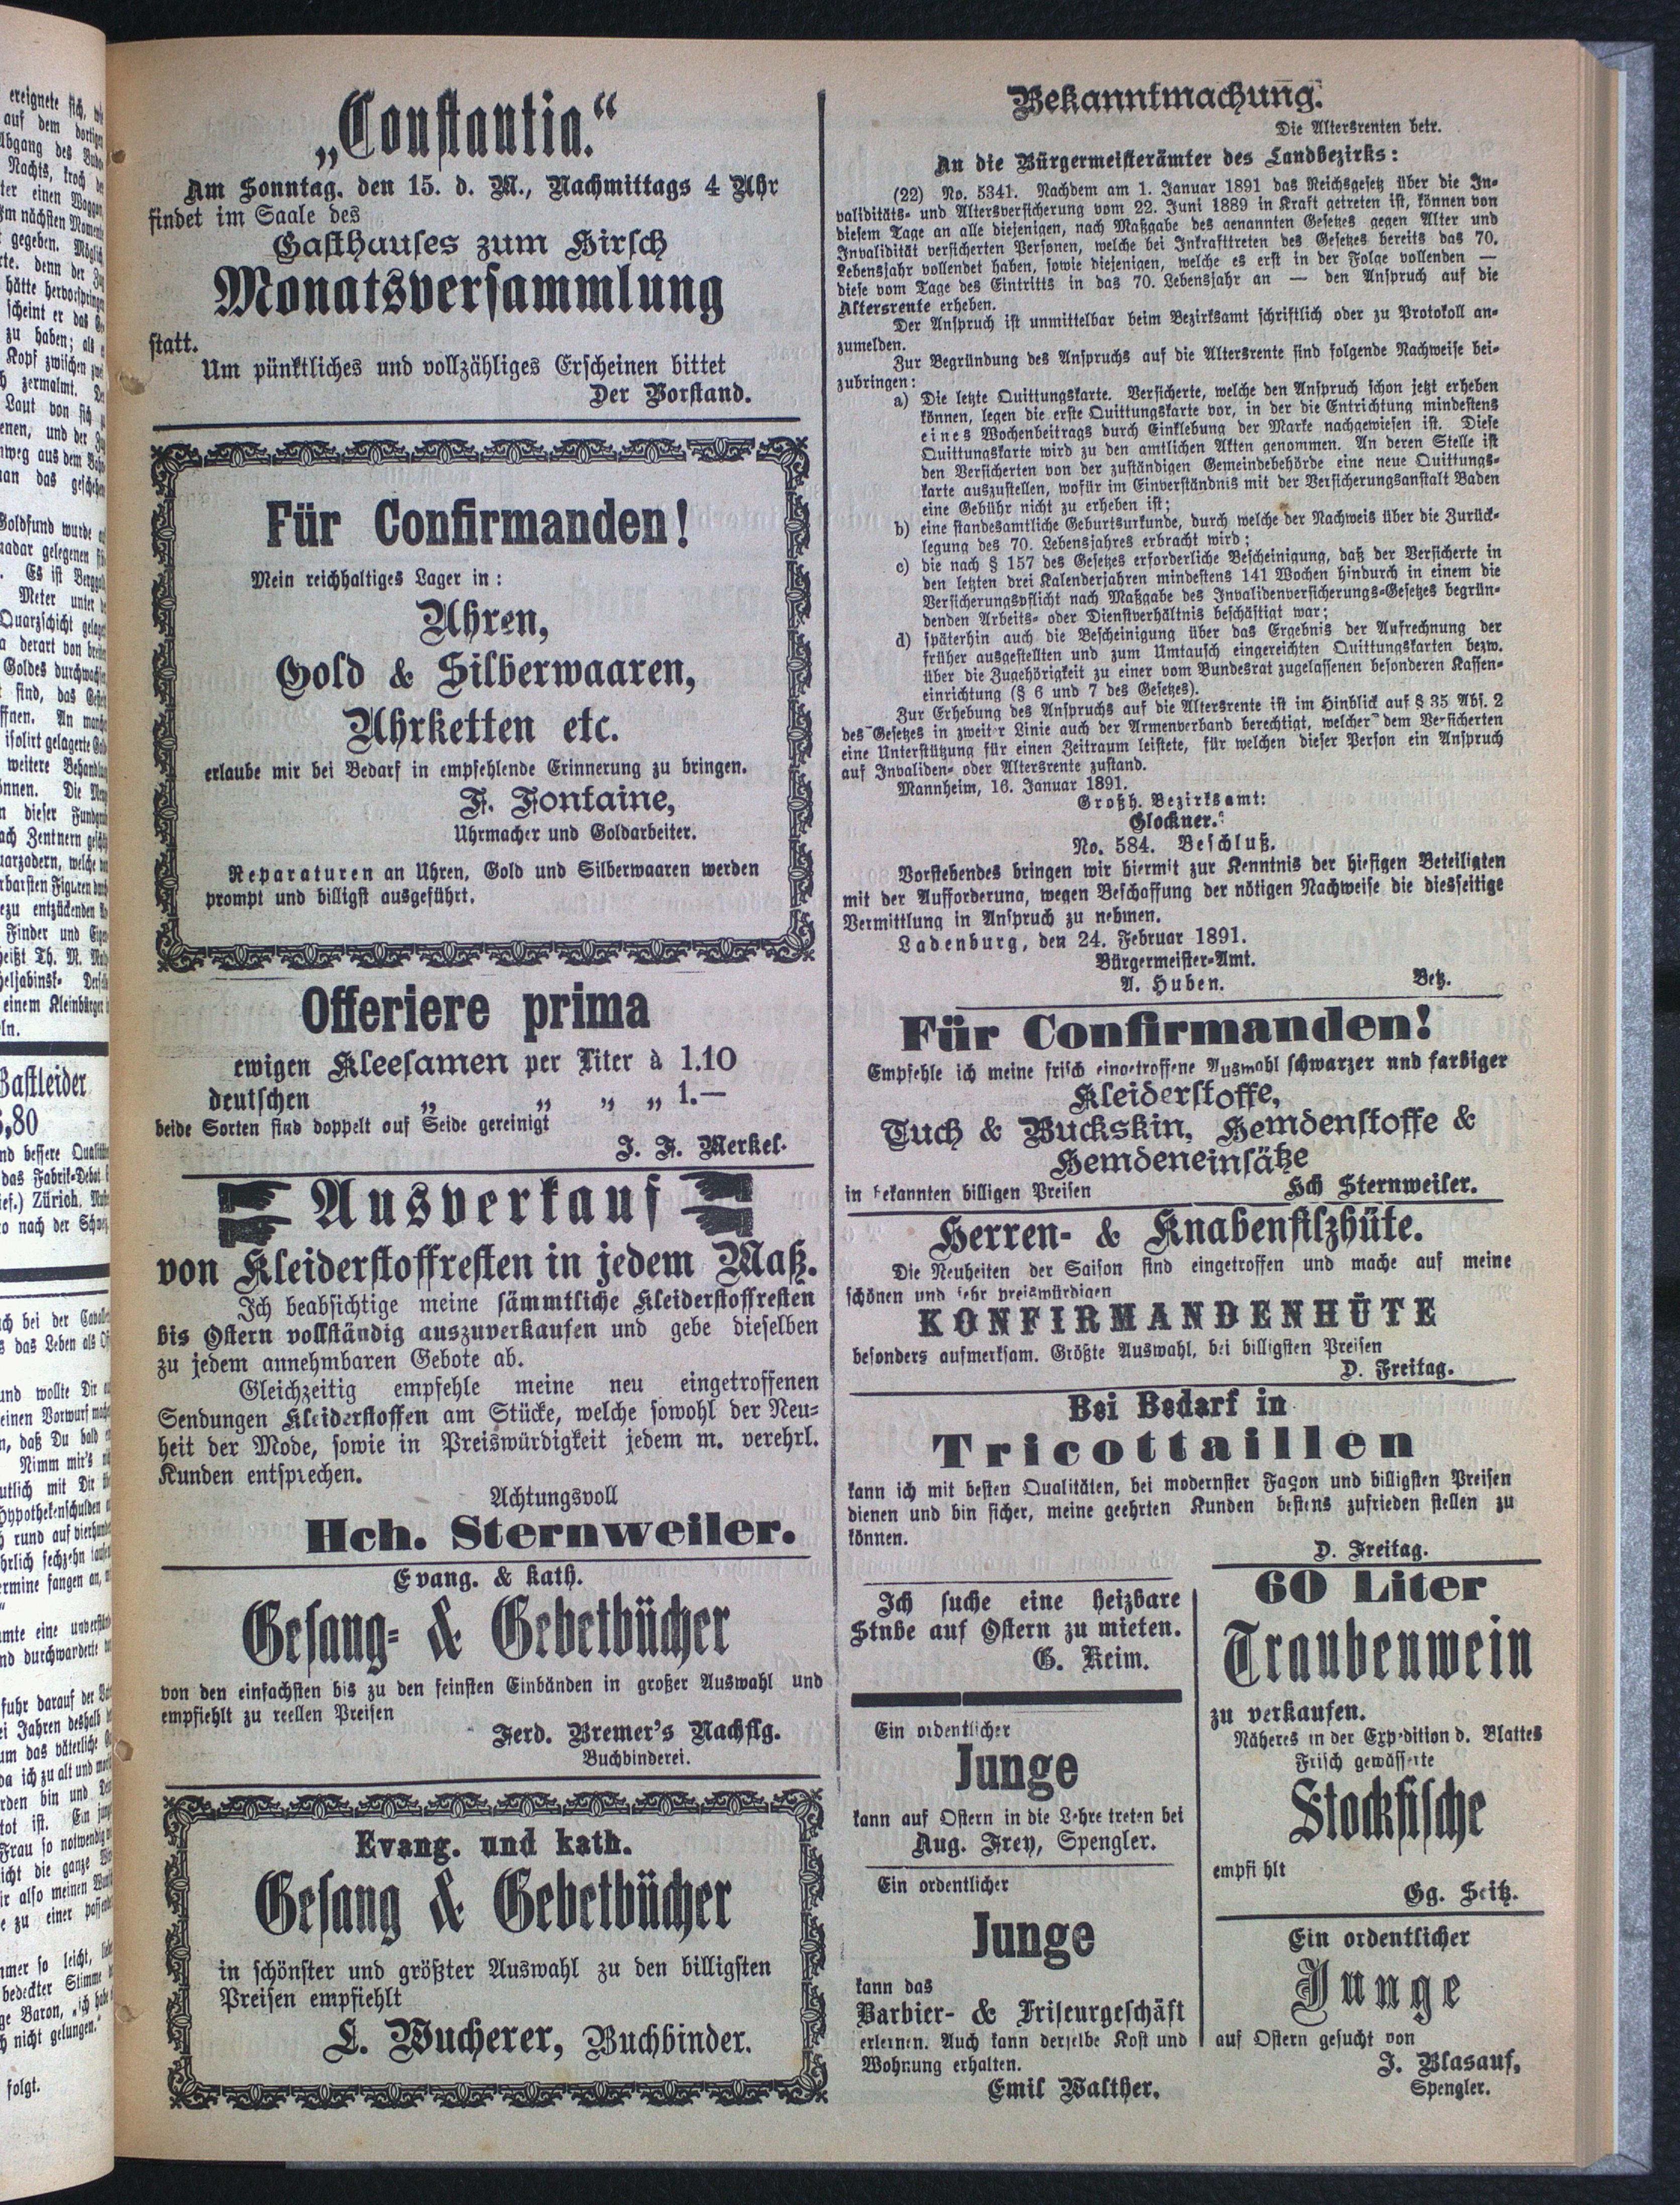 „Constantia.“
Am Sonntag, den 15. d. M., Nachmittags 4 Uhr
findet im Saale des
Gasthauses zum Hirsch
Monatsversammlung
statt.
Um pünktliches und vollzähliges Erscheinen bittet
Der Vorstand.
Für Confirmanden!
Mein reichhaltiges Lager in:
Uhren,
Gold & Silberwaaren,
Uhrketten etc.
erlaube mir bei Bedarf in empfehlende Erinnerung zu bringen.
F. Fontaine,
Uhrmacher und Goldarbeiter.
Reparaturen an Uhren, Gold und Silberwaaren werden
prompt und billigst ausgeführt.
Offeriere prima
ewigen Kleesamen per Liter à 1.10
deutschen „ „ „ „ 1.—
beide Sorten sind doppelt auf Seide gereinigt
J. F. Merkel.
Ausverkauf
von Kleiderstoffresten in jedem Maß.
Ich beabsichtige meine sämmtliche Kleiderstoffresten
bis Ostern vollständig auszuverkaufen und gebe dieselben
zu jedem annehmbaren Gebote ab.
Gleichzeitig empfehle meine neu eingetroffenen
Sendungen Kleiderstoffen am Stücke, welche sowohl der Neu=
heit der Mode, sowie in Preiswürdigkeit jedem m. verehrl.
Kunden entsprechen.
Achtungsvoll
Hch. Sternweiler.
Evang. & kath.
Gesang= & Gebetbücher
von den einfachsten bis zu den feinsten Einbänden in großer Auswahl und
empfiehlt zu reellen Preisen
Ferd. Bremer's Nachflg.
Buchbinderei.
Evang. und kath.
Gesang & Gebetbücher
in schönster und größter Auswahl zu den billigsten
Preisen empfiehlt
L. Wucherer, Buchbinder.
Bekanntmachung.
Die Altersrenten betr.
An die Bürgermeisterämter des Landbezirks:
(22) No. 5341. Nachdem am 1. Januar 1891 das Reichsgesetz über die In=
validitäts= und Altersversicherung vom 22. Juni 1889 in Kraft getreten ist, können von
diesem Tage an alle diejenigen, nach Maßgabe des genannten Gesetzes gegen Alter und
Invalidität versicherten Personen, welche bei Inkrafttreten des Gesetzes bereits das 70.
Lebensjahr vollendet haben, sowie diejenigen, welche es erst in der Folge vollenden —
diese vom Tage des Eintritts in das 70. Lebensjahr an — den Anspruch auf die
Altersrente erheben.
Der Anspruch ist unmittelbar beim Bezirksamt schriftlich oder zu Protokoll an=
zumelden.
Zur Begründung des Anspruchs auf die Altersrente sind folgende Nachweise bei=
zubringen:
a) Die letzte Quittungskarte. Versicherte, welche den Anspruch schon jetzt erheben
können, legen die erste Quittungskarte vor, in der die Entrichtung mindestens
eines Wochenbeitrags durch Einklebung der Marke nachgewiesen ist. Diese
Quittungskarte wird zu den amtlichen Akten genommen. An deren Stelle ist
den Versicherten von der zuständigen Gemeindebehörde eine neue Quittungs=
karte auszustellen, wofür im Einverständnis mit der Versicherungsanstalt Baden
eine Gebühr nicht zu erheben ist;
b) eine standesamtliche Geburtsurkunde, durch welche der Nachweis über die Zurück=
legung des 70. Lebensjahres erbracht wird;
c) die nach § 157 des Gesetzes erforderliche Bescheinigung, daß der Versicherte in
den letzten drei Kalenderjahren mindestens 141 Wochen hindurch in einem die
Versicherungspflicht nach Maßgabe des Invalidenversicherungs=Gesetzes begrün=
denden Arbeits= oder Dienstverhältnis beschäftigt war;
d) späterhin auch die Bescheinigung über das Ergebnis der Aufrechnung der
früher ausgestellten und zum Umtausch eingereichten Quittungskarten bezw.
über die Zugehörigkeit zu einer vom Bundesrat zugelassenen besonderen Kassen=
einrichtung (§ 6 und 7 des Gesetzes).
Zur Erhebung des Anspruchs auf die Altersrente ist im Hinblick auf § 35 Abs. 2
des Gesetzes in zweiter Linie auch der Armenverband berechtigt, welcher dem Versicherten
eine Unterstützung für einen Zeitraum leistete, für welchen dieser Person ein Anspruch
auf Invaliden= oder Altersrente zustand.
Mannheim, 16. Januar 1891.
Großh. Bezirksamt:
Glockner.
No. 584. Beschluß.
Vorstehendes bringen wir hiermit zur Kenntnis der hiesigen Beteiligten
mit der Aufforderung, wegen Beschaffung der nötigen Nachweise die diesseitige
Vermittlung in Anspruch zu nehmen.
Ladenburg, den 24. Februar 1891.
Bürgermeister=Amt.
A. Huben. Betz.
Für Confirmanden!
Empfehle ich meine frisch eingetroffene Auswahl schwarzer und farbiger
Kleiderstoffe,
Tuch & Buckskin, Hemdenstoffe &
Hemdeneinsätze
in bekannten billigen Preisen Hch Sternweiler.
Herren- & Knabenfilzhüte.
Die Neuheiten der Saison sind eingetroffen und mache auf meine
schönen und sehr preiswürdigen
KONFIRMANDENHÜTE
besonders aufmerksam. Größte Auswahl, bei billigsten Preisen
D. Freitag.
Bei Bedarf in
Tricottaillen
kann ich mit besten Qualitäten, bei modernster Façon und billigsten Preisen
dienen und bin sicher, meine geehrten Kunden bestens zufrieden stellen zu
können.
D. Freitag.
Ich suche eine heizbare
Stube auf Ostern zu mieten.
G. Keim.
Ein ordentlicher
Junge
kann auf Ostern in die Lehre treten bei
Aug. Frey, Spengler.
Ein ordentlicher
Junge
kann das
Barbier- & Friseurgeschäft
erlernen. Auch kann derselbe Kost und
Wohnung erhalten.
Emil Walther.
60 Liter
Traubenwein
zu verkaufen.
Näheres in der Expedition d. Blattes
Frisch gewässerte
Stockfische
empfi hlt
Gg. Seitz.
Ein ordentlicher
Junge
auf Ostern gesucht von
J. Blasauf,
Spengler.